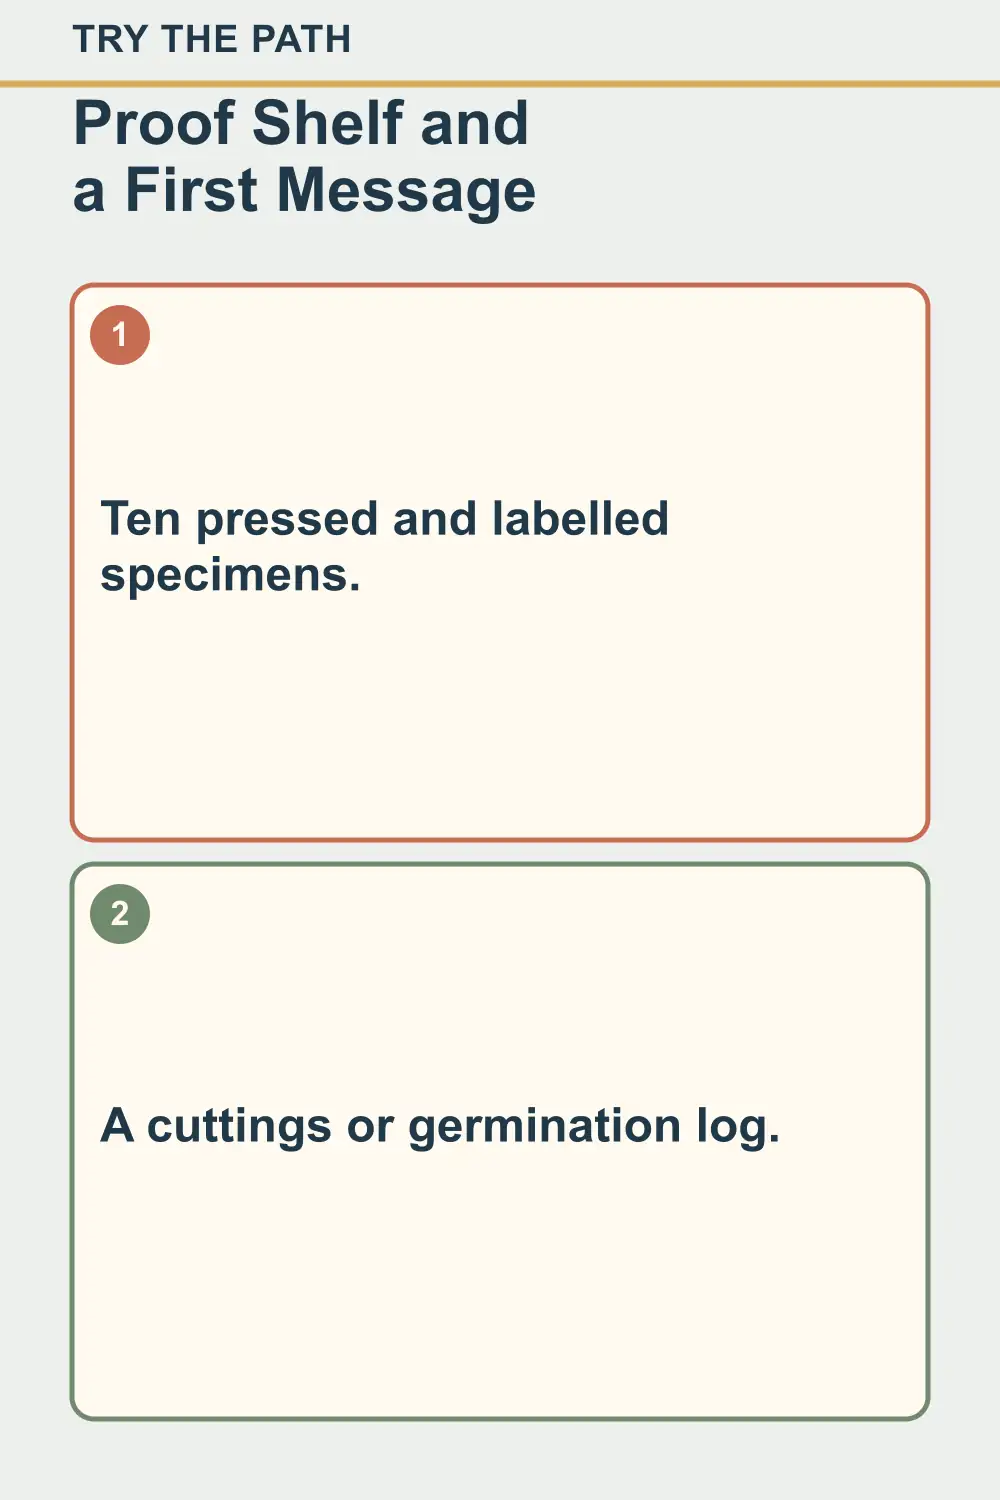 TRY THE PATH
Proof Shelf and
a First Message
1
Ten pressed and labelled
specimens.
2
A cuttings or germination log.